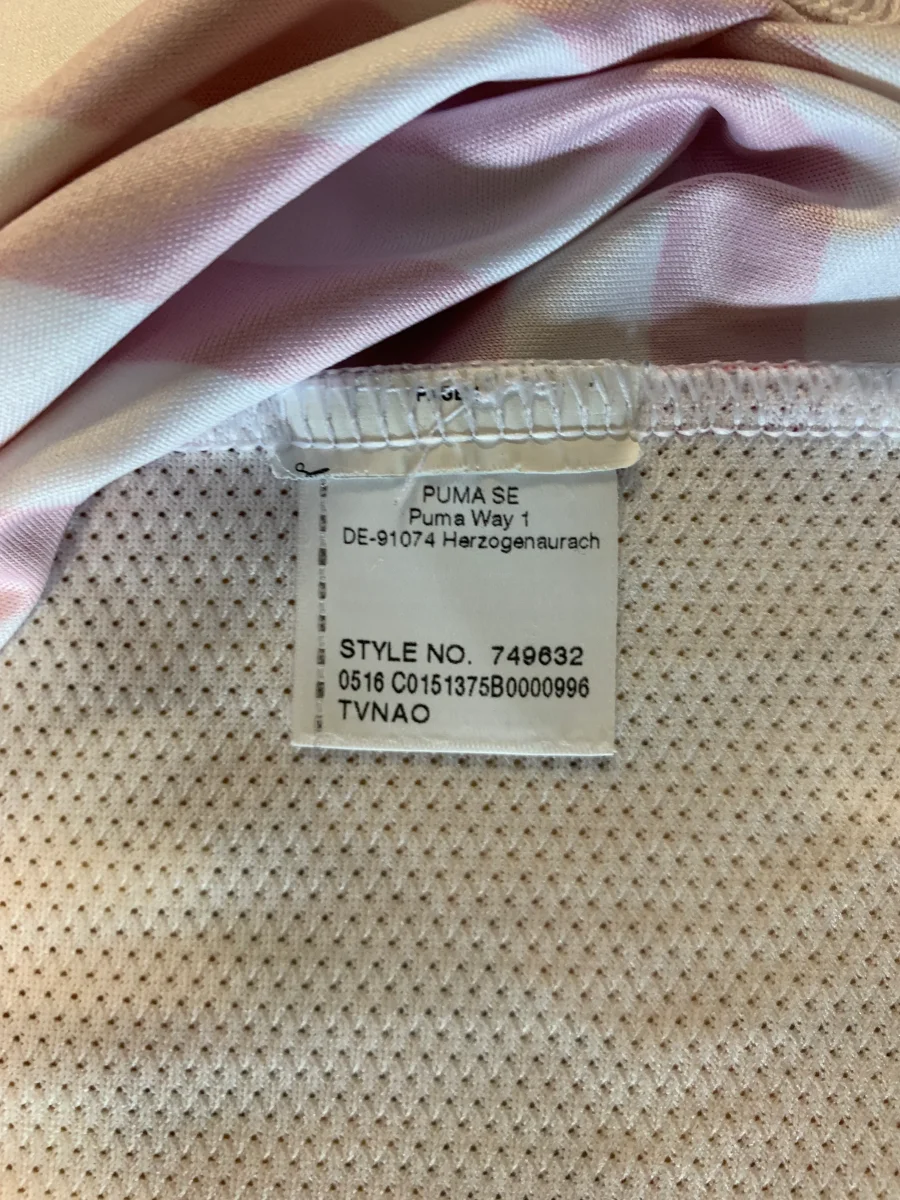 PUMA SE
Puma Way 1
DE-91074 Herzogenaurach
STYLE NO. 749632
0516 C0151375B0000996
TVNAO